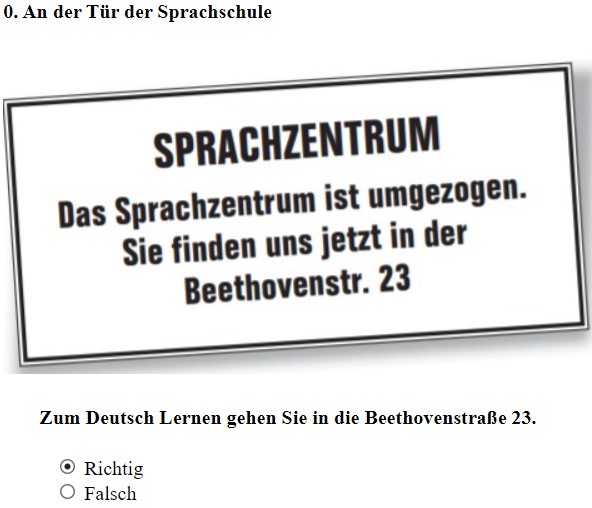 0. An der Tür der Sprachschule
SPRACHZENTRUM
Das Sprachzentrum ist umgezogen.
Sie finden uns jetzt in der
Beethovenstr. 23
Zum Deutsch Lernen gehen Sie in die Beethovenstraße 23.
Richtig
Falsch